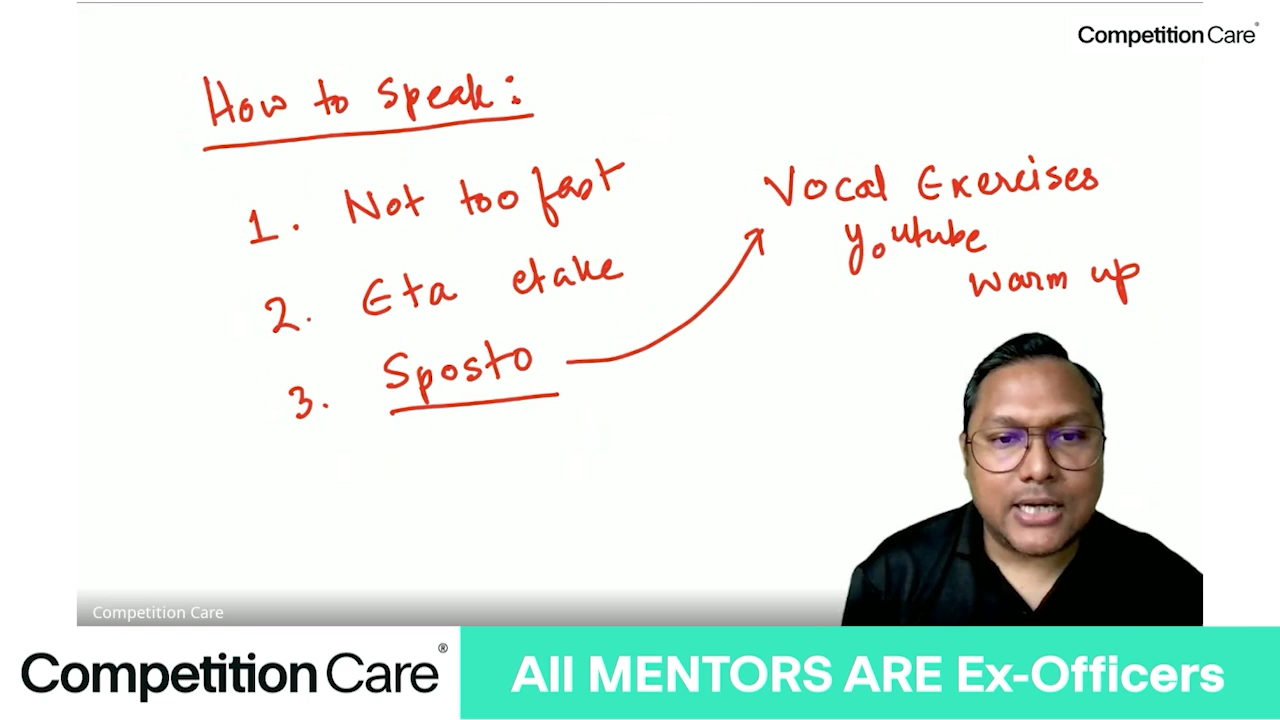 Competition Care®
How to speak:
1. Not too fast
2. Eta etake
3. Sposto
Vocal Exercises
Youtube
warm up
Competition Care
Competition Care®
All MENTORS ARE Ex-Officers